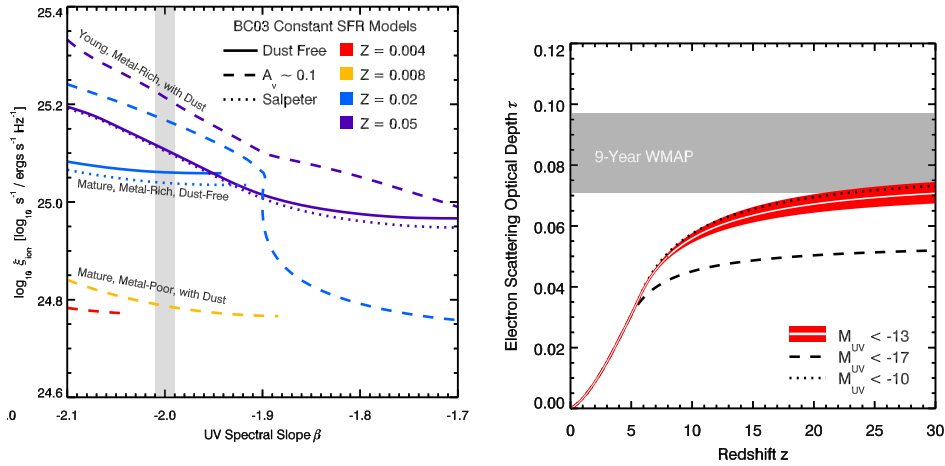 BC03 Constant SFR Models
Dust Free
A_v ~ 0.1
Salpeter
Z = 0.004
Z = 0.008
Z = 0.02
Z = 0.05
Young, Metal-Rich, with Dust
Mature, Metal-Rich, Dust-Free
Mature, Metal-Poor, with Dust
log₁₀ ξ_ion [log₁₀ s⁻¹ / ergs s⁻¹ Hz⁻¹]
25.4
25.2
25.0
24.8
24.6
.0
-2.1
-2.0
-1.9
-1.8
-1.7
UV Spectral Slope β
Electron Scattering Optical Depth τ
0.12
0.10
0.08
0.06
0.04
0.02
0.00
9-Year WMAP
M_UV < -13
M_UV < -17
M_UV < -10
0
5
10
15
20
25
30
Redshift z